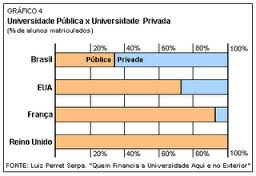 GRÁFICO 4
Universidade Pública x Universidade Privada
(% de alunos matriculados)
20% 40% 60% 80% 100%
Brasil Pública Privada
EUA
França
Reino Unido
20% 40% 60% 80% 100%
FONTE: Luiz Perret Serpa. "Quem Financia a Universidade Aqui e no Exterior"